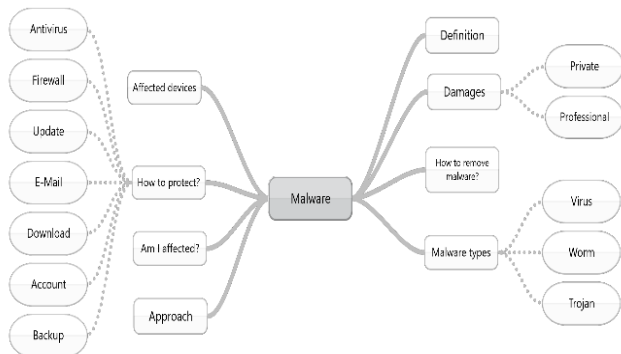 Antivirus
Firewall
Update
E-Mail
Download
Account
Backup
Affected devices
How to protect?
Am I affected?
Approach
Malware
Definition
Damages
How to remove
malware?
Malware types
Private
Professional
Virus
Worm
Trojan